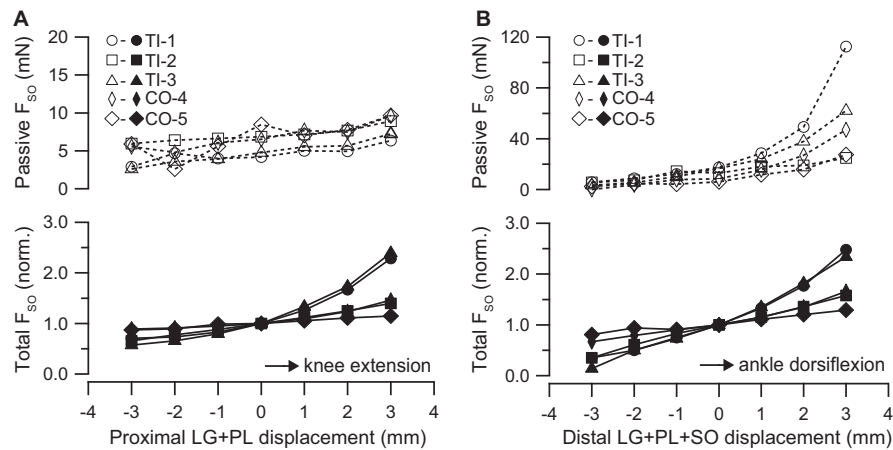 A
Passive F_SO (mN)
20
15
10
5
0
TI-1
TI-2
TI-3
CO-4
CO-5
Total F_SO (norm.)
3.0
2.0
1.0
0.0
knee extension
-4 -3 -2 -1 0 1 2 3 4
Proximal LG+PL displacement (mm)
B
Passive F_SO (mN)
120
80
40
0
TI-1
TI-2
TI-3
CO-4
CO-5
Total F_SO (norm.)
3.0
2.0
1.0
0.0
ankle dorsiflexion
-4 -3 -2 -1 0 1 2 3 4
Distal LG+PL+SO displacement (mm)